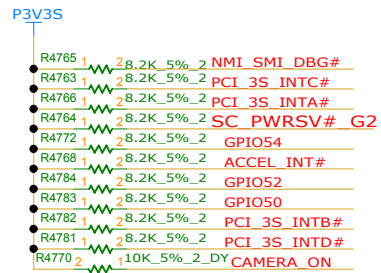 P3V3S
R4765 1 2 8.2K_5%_2 NMI_SMI_DBG#
R4763 1 2 8.2K_5%_2 PCI_3S_INTC#
R4766 1 2 8.2K_5%_2 PCI_3S_INTA#
R4764 1 2 8.2K_5%_2 SC_PWRSV#_G2
R4772 1 2 8.2K_5%_2 GPIO54
R4768 1 2 8.2K_5%_2 ACCEL_INT#
R4784 1 2 8.2K_5%_2 GPIO52
R4783 1 2 8.2K_5%_2 GPIO50
R4782 1 2 8.2K_5%_2 PCI_3S_INTB#
R4781 1 2 8.2K_5%_2 PCI_3S_INTD#
R4770 2 1 10K_5%_2_DY CAMERA_ON